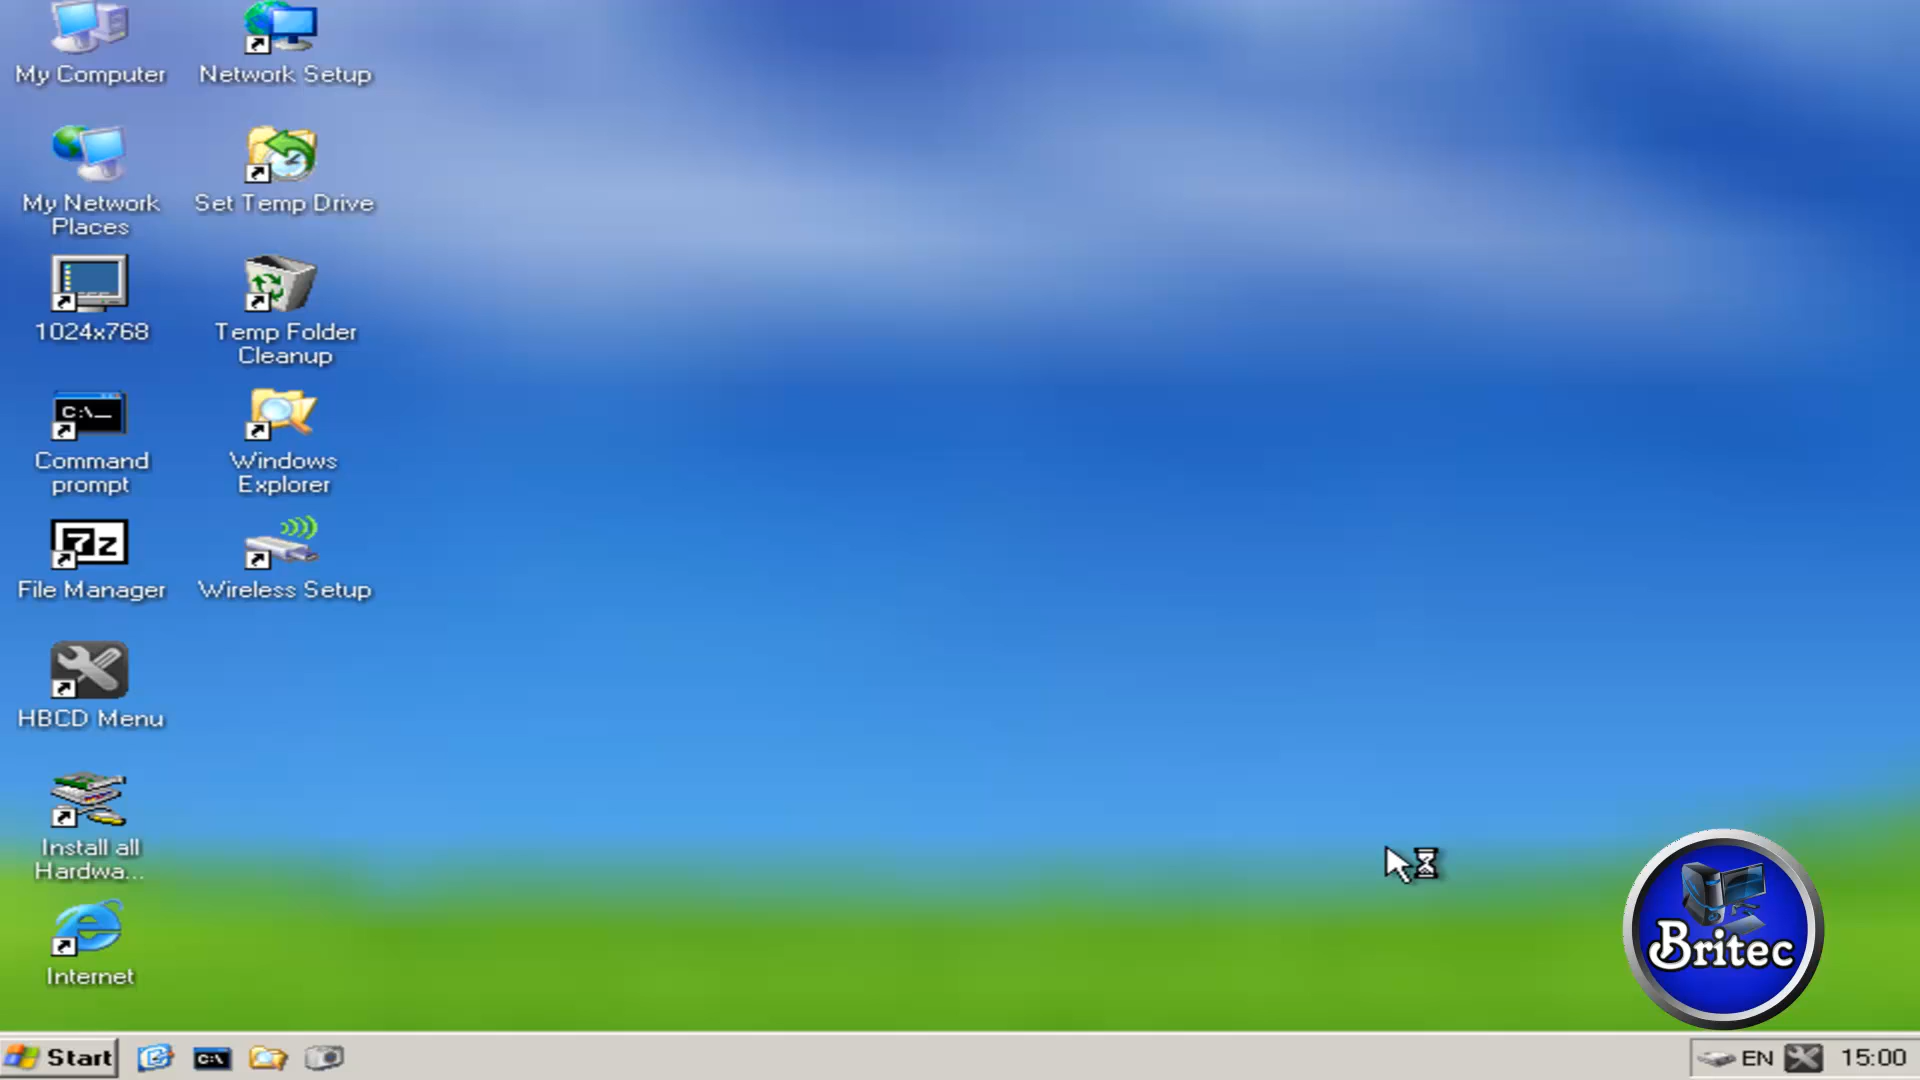 My Computer
Network Setup
My Network
Places
Set Temp Drive
1024x768
Temp Folder
Cleanup
C:\_
Command
prompt
Windows
Explorer
7z
File Manager
Wireless Setup
HBCD Menu
Install all
Hardwa...
Internet
Britec
Start
C:\
EN
15:00